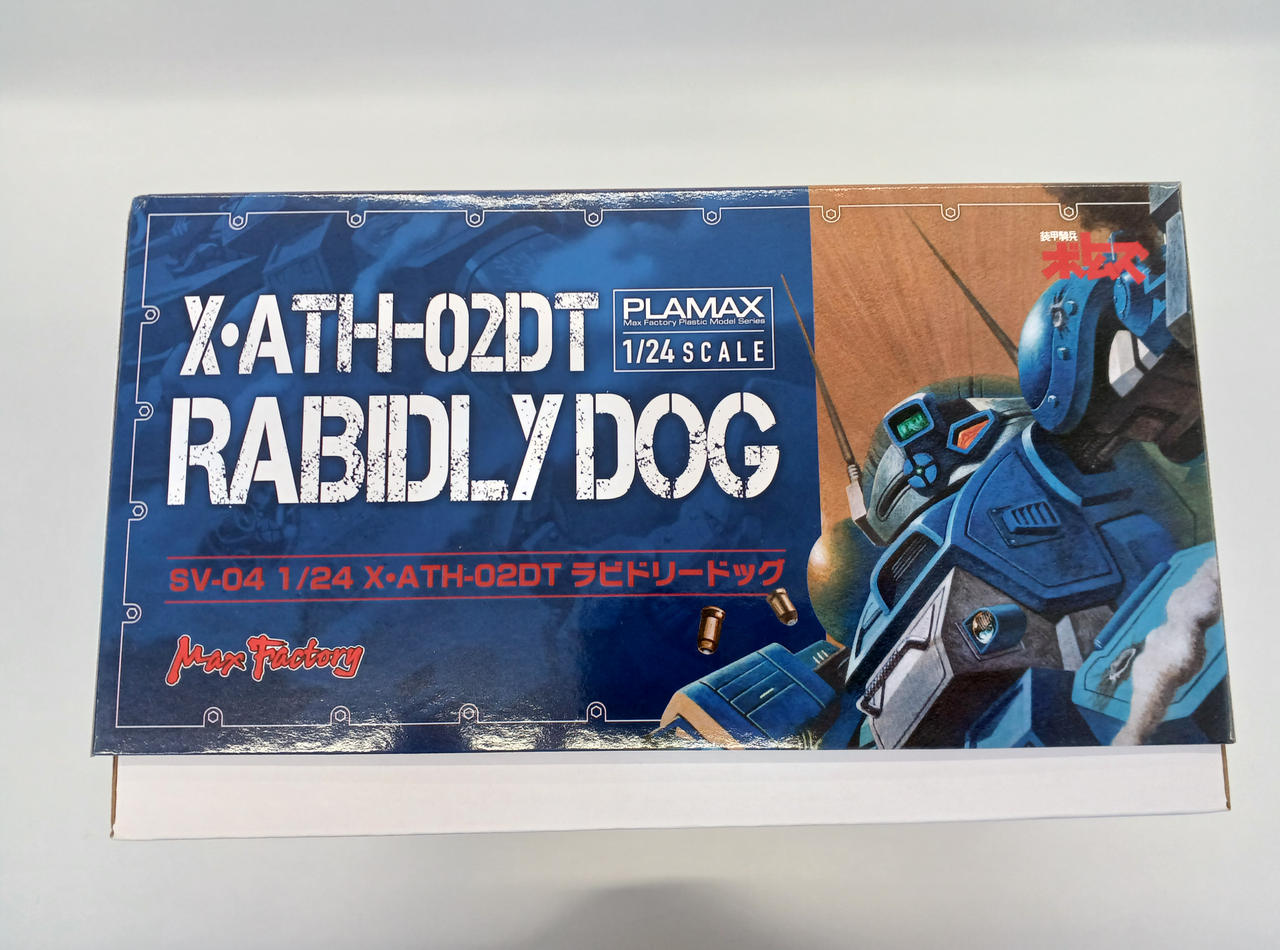 装甲騎兵
ボトムズ
X·ATH-02DT
PLAMAX
Max Factory Plastic Model Series
1/24 SCALE
RABIDLY DOG
SV-04 1/24 X·ATH-02DT ラビドリードッグ
Max Factory